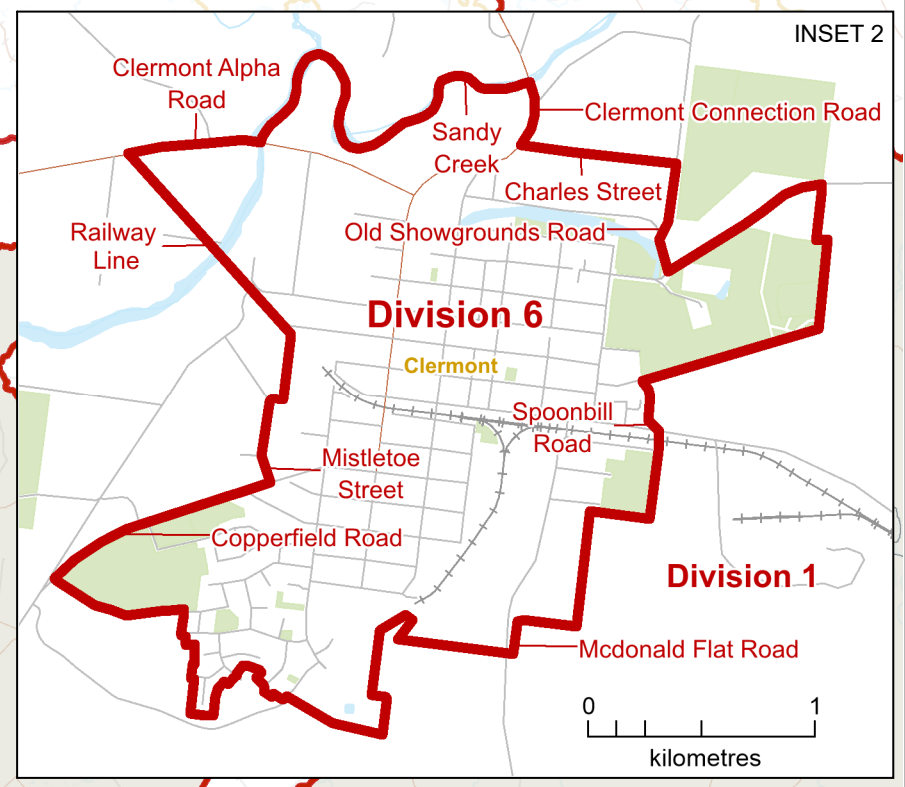 INSET 2
Clermont Alpha
Road
Clermont Connection Road
Sandy
Creek
Charles Street
Railway
Line
Old Showgrounds Road
Division 6
Clermont
Spoonbill
Road
Mistletoe
Street
Copperfield Road
Division 1
Mcdonald Flat Road
0 1
kilometres